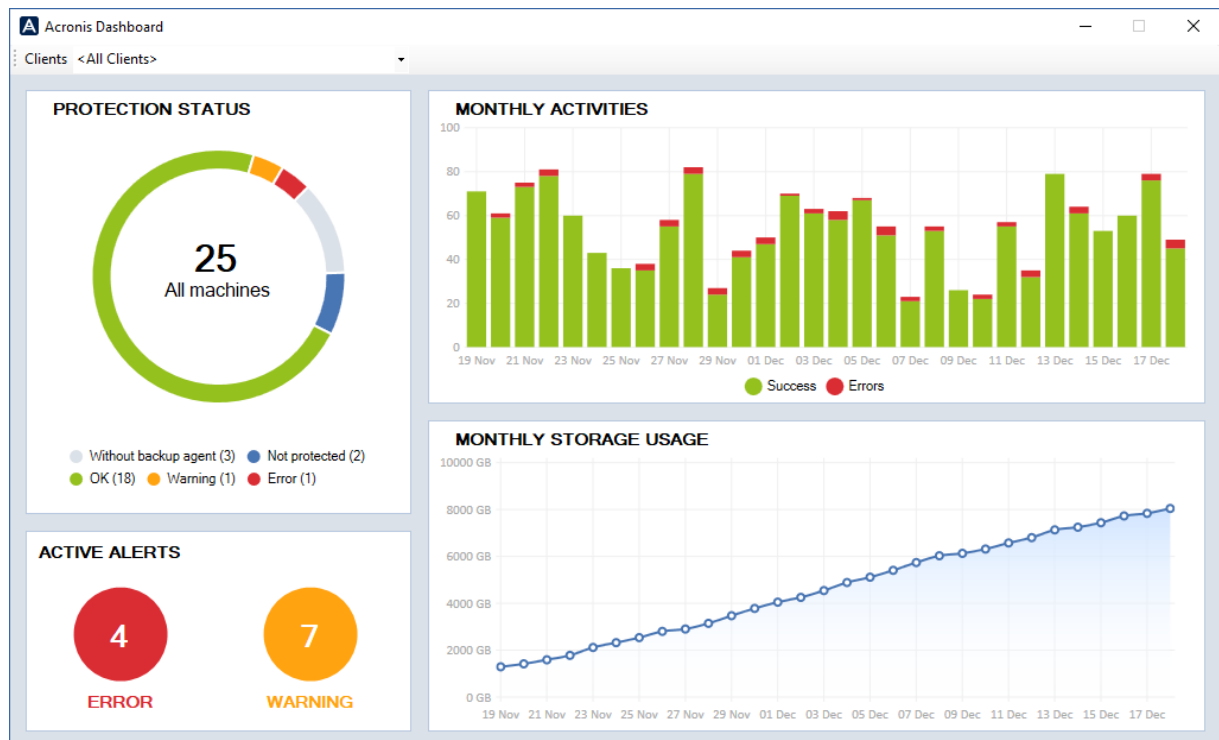 Acronis Dashboard
Clients <All Clients>
PROTECTION STATUS
25
All machines
Without backup agent (3) Not protected (2)
OK (18) Warning (1) Error (1)
ACTIVE ALERTS
4 7
ERROR WARNING
MONTHLY ACTIVITIES
100
80
60
40
20
0
19 Nov 21 Nov 23 Nov 25 Nov 27 Nov 29 Nov 01 Dec 03 Dec 05 Dec 07 Dec 09 Dec 11 Dec 13 Dec 15 Dec 17 Dec
Success Errors
MONTHLY STORAGE USAGE
10000 GB
8000 GB
6000 GB
4000 GB
2000 GB
0 GB
19 Nov 21 Nov 23 Nov 25 Nov 27 Nov 29 Nov 01 Dec 03 Dec 05 Dec 07 Dec 09 Dec 11 Dec 13 Dec 15 Dec 17 Dec